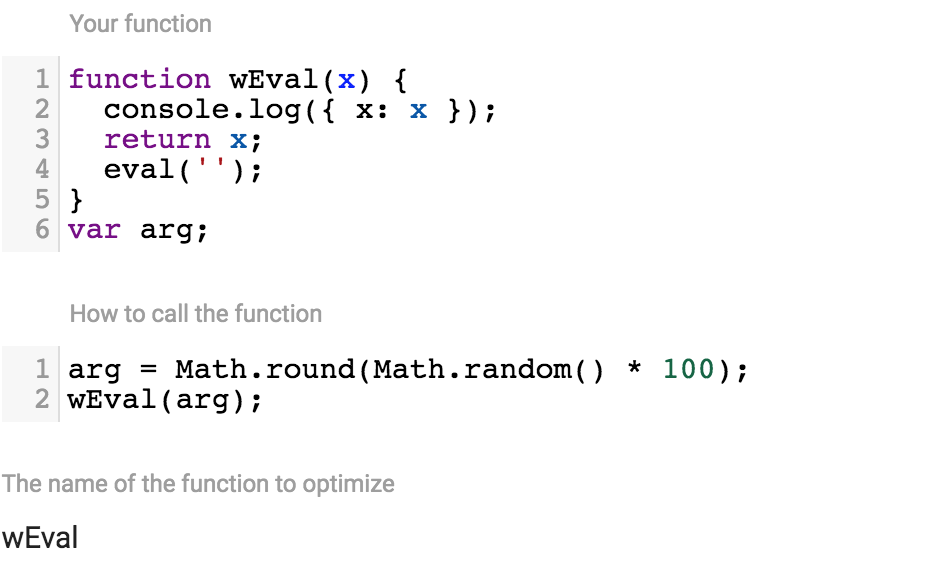 Your function
1 function wEval(x) {
2   console.log({ x: x });
3   return x;
4   eval('');
5 }
6 var arg;
How to call the function
1 arg = Math.round(Math.random() * 100);
2 wEval(arg);
The name of the function to optimize
wEval